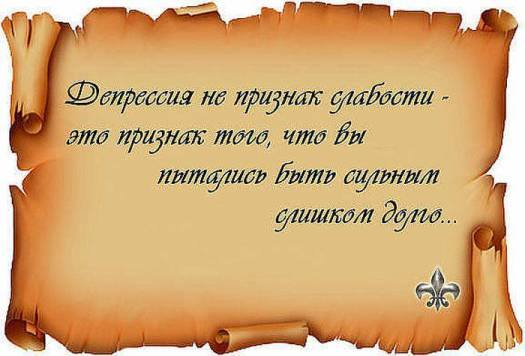 Депрессия не признак слабости -
это признак того, что вы
пытались быть сильным
слишком долго...